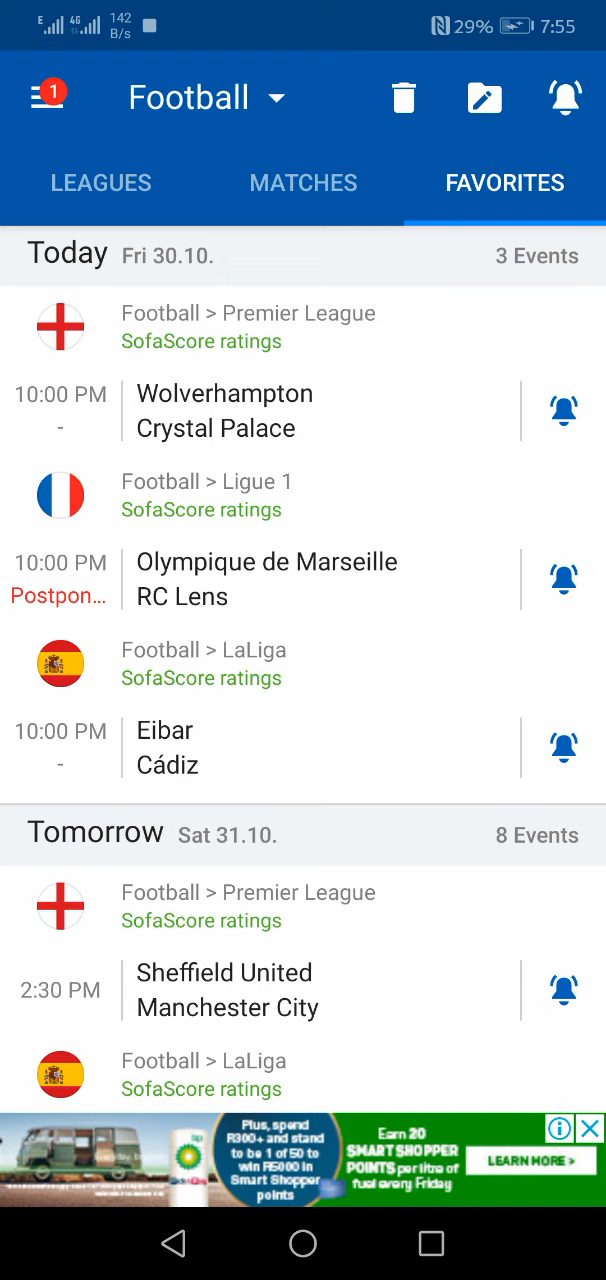 E 4G 142 B/s 29% 7:55
1 Football
LEAGUES MATCHES FAVORITES
Today Fri 30.10. 3 Events
Football > Premier League
SofaScore ratings
10:00 PM Wolverhampton
- Crystal Palace
Football > Ligue 1
SofaScore ratings
10:00 PM Olympique de Marseille
Postpon... RC Lens
Football > LaLiga
SofaScore ratings
10:00 PM Eibar
- Cádiz
Tomorrow Sat 31.10. 8 Events
Football > Premier League
SofaScore ratings
Sheffield United
2:30 PM
Manchester City
Football > LaLiga
SofaScore ratings
bp
Plus, spend
R300+ and stand
to be 1 of 50 to
win R5000 in
Smart Shopper
points
Earn 20
SMART SHOPPER
POINTS per litre of
fuel every Friday
LEARN MORE >